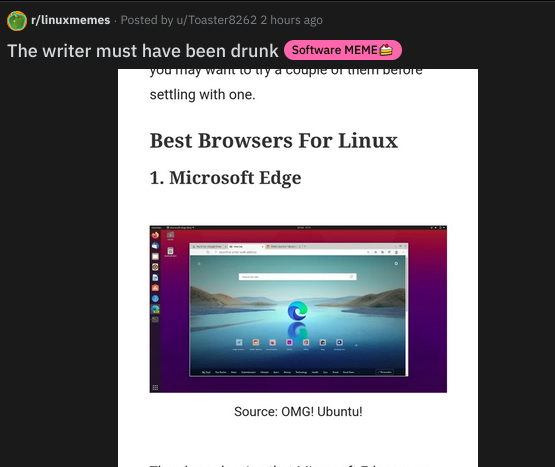 r/linuxmemes · Posted by u/Toaster8262 2 hours ago
The writer must have been drunk Software MEME
you may want to try a couple of them before
settling with one.
Best Browsers For Linux
1. Microsoft Edge
Source: OMG! Ubuntu!